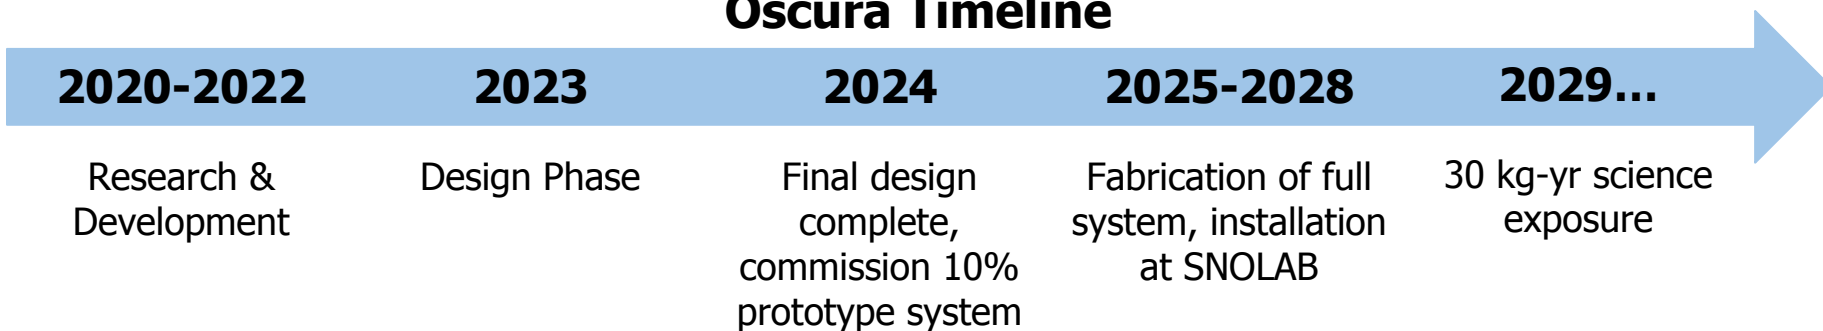 Oscura Timeline
2020-2022 2023 2024 2025-2028 2029...
Research &
Development
Design Phase
Final design
complete,
commission 10%
prototype system
Fabrication of full
system, installation
at SNOLAB
30 kg-yr science
exposure